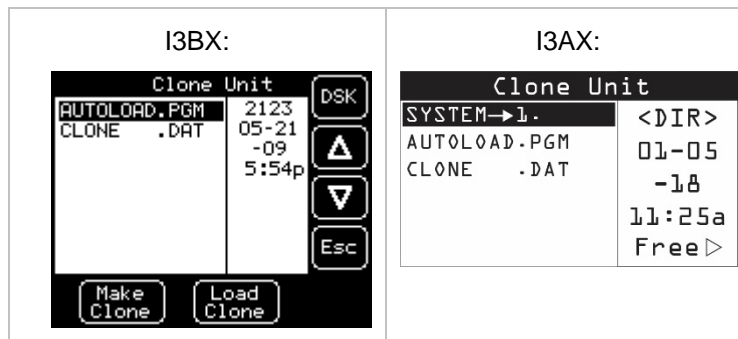 I3BX:
Clone Unit
AUTOLOAD.PGM
CLONE .DAT
2123
05-21
-09
5:54p
DSK
Esc
Make
Clone
Load
Clone
I3AX:
Clone Unit
SYSTEM→1.
AUTOLOAD.PGM
CLONE .DAT
<DIR>
01-05
-18
11:25a
Free▷